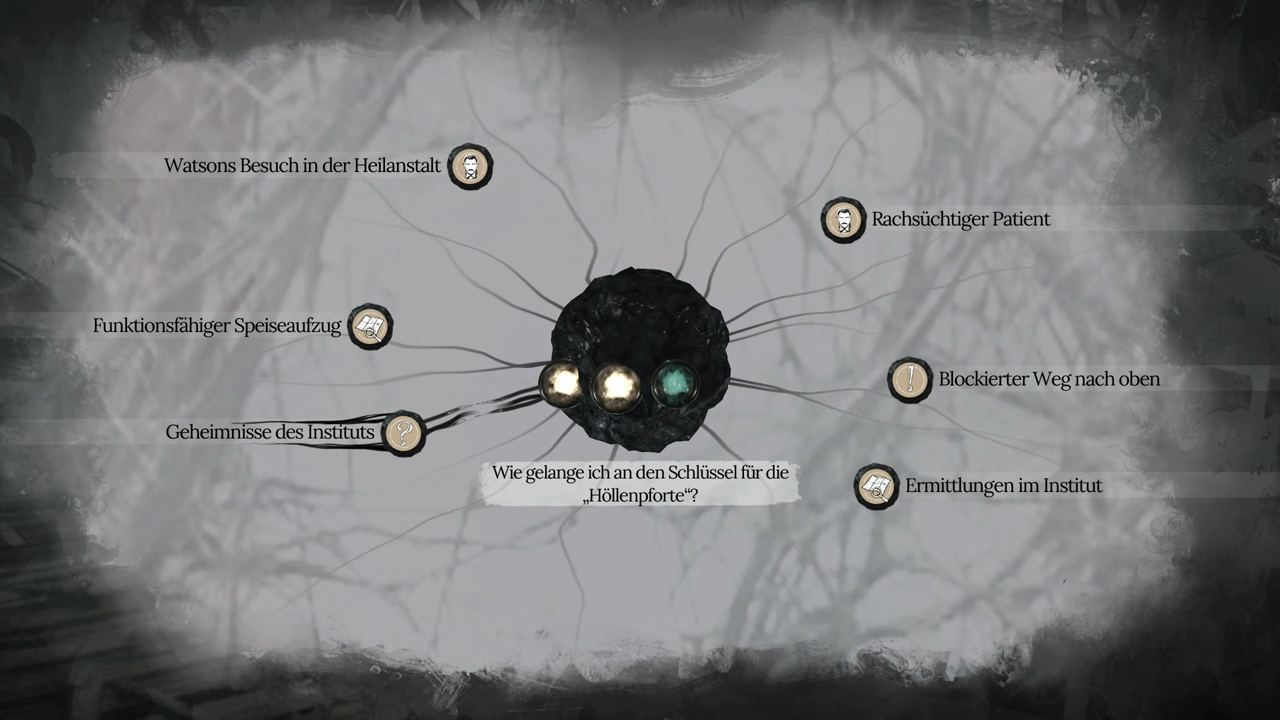 Watsons Besuch in der Heilanstalt
Rachsüchtiger Patient
Funktionsfähiger Speiseaufzug
Blockierter Weg nach oben
Geheimnisse des Instituts
Wie gelange ich an den Schlüssel für die
„Höllenpforte“?
Ermittlungen im Institut